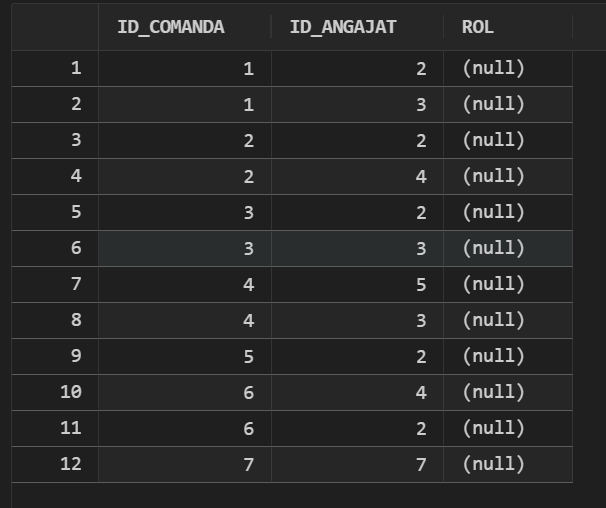 ID_COMANDA ID_ANGAJAT ROL
1 1 2 (null)
2 1 3 (null)
3 2 2 (null)
4 2 4 (null)
5 3 2 (null)
6 3 3 (null)
7 4 5 (null)
8 4 3 (null)
9 5 2 (null)
10 6 4 (null)
11 6 2 (null)
12 7 7 (null)